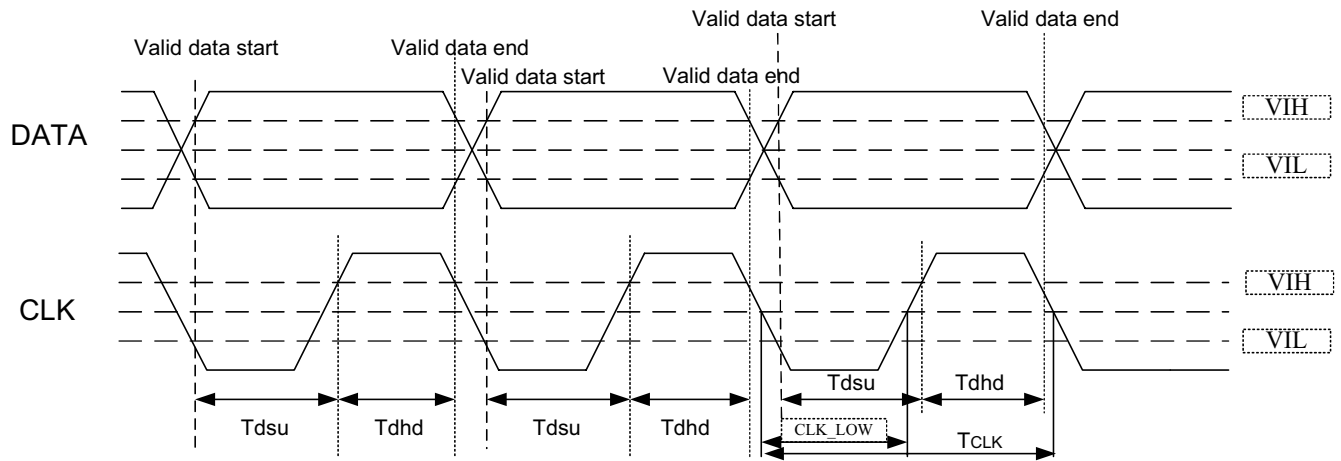 Valid data start
Valid data end
Valid data start
Valid data end
Valid data start
Valid data end
DATA
VIH
VIL
CLK
VIH
VIL
Tdsu
Tdhd
Tdsu
Tdhd
Tdsu
Tdhd
CLK_LOW
TCLK